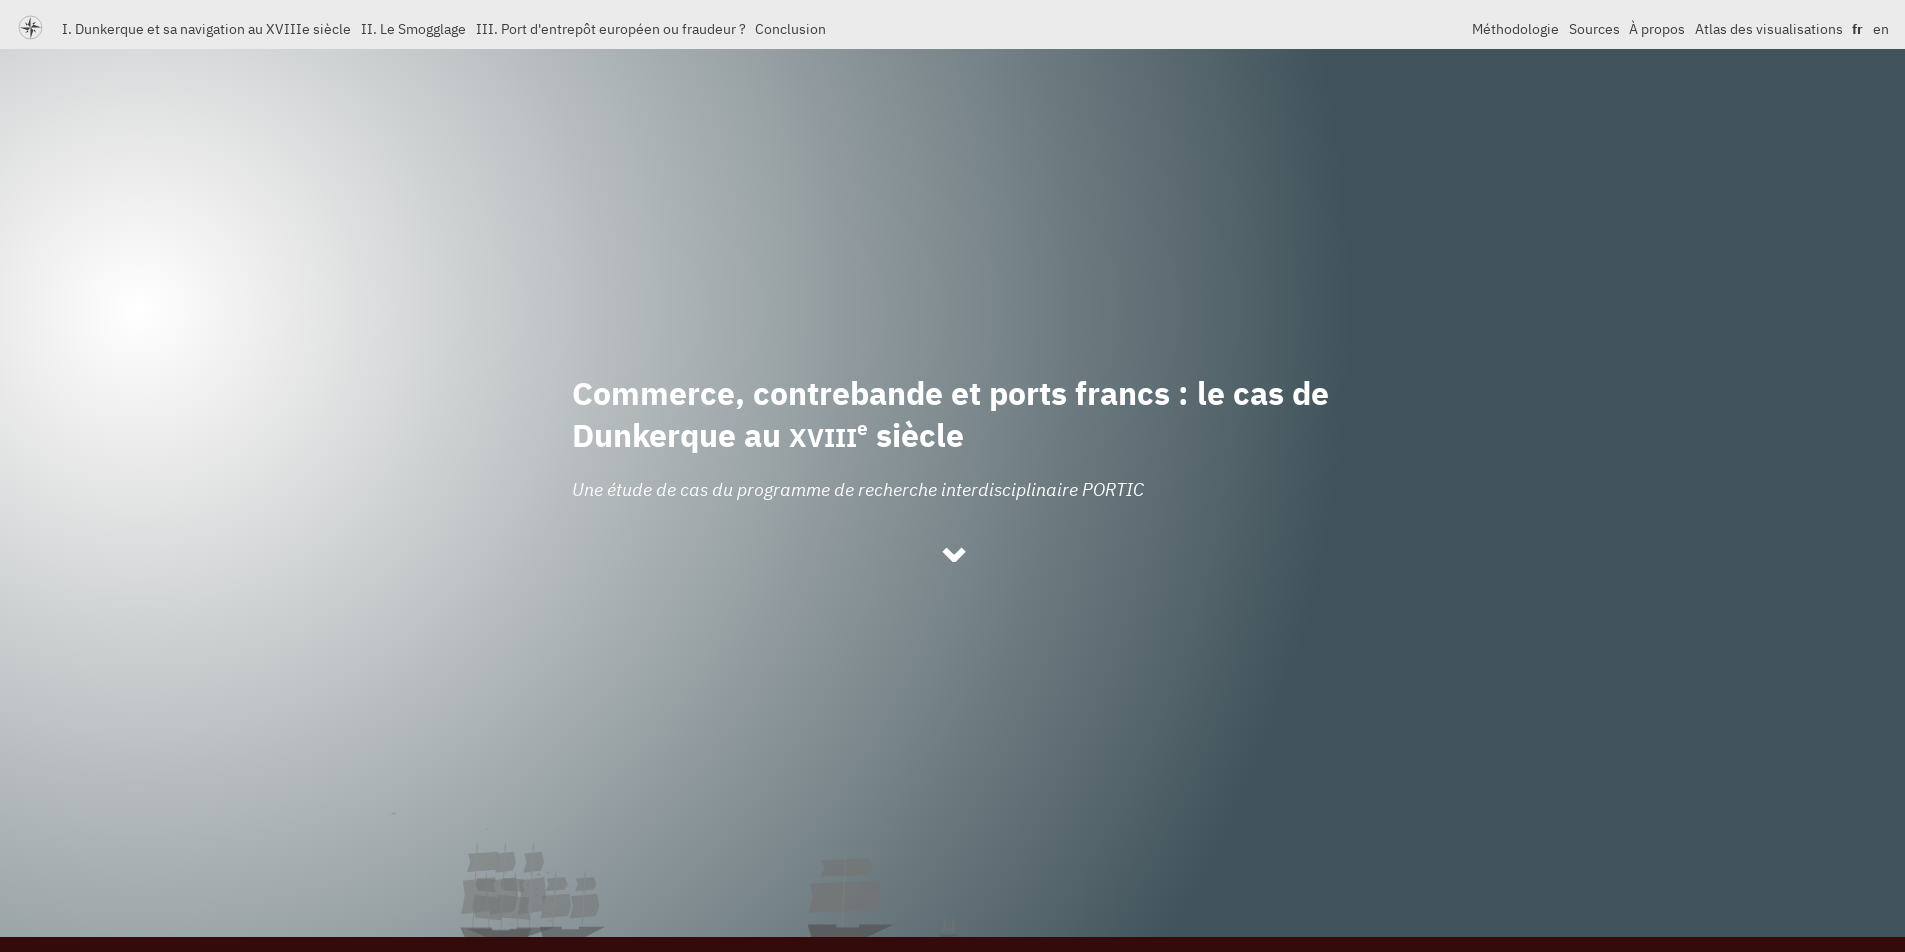 I. Dunkerque et sa navigation au XVIIIe siècle II. Le Smogglage III. Port d'entrepôt européen ou fraudeur ? Conclusion Méthodologie Sources À propos Atlas des visualisations fr en
Commerce, contrebande et ports francs : le cas de
Dunkerque au XVIIIe siècle
Une étude de cas du programme de recherche interdisciplinaire PORTIC